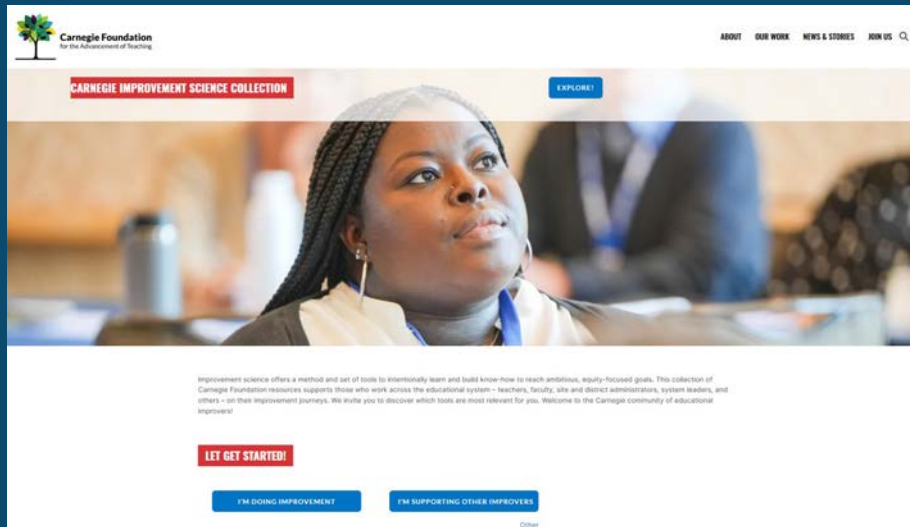 Carnegie Foundation
for the Advancement of Teaching
ABOUT OUR WORK NEWS & STORIES JOIN US
CARNEGIE IMPROVEMENT SCIENCE COLLECTION
EXPLORE!
Improvement science offers a method and set of tools to intentionally learn and build know-how to reach ambitious, equity-focused goals. This collection of
Carnegie Foundation resources supports those who work across the educational system – teachers, faculty, site and district administrators, system leaders, and
others – on their improvement journeys. We invite you to discover which tools are most relevant for you. Welcome to the Carnegie community of educational
improvers!
LET GET STARTED!
I'M DOING IMPROVEMENT
I'M SUPPORTING OTHER IMPROVERS
Other